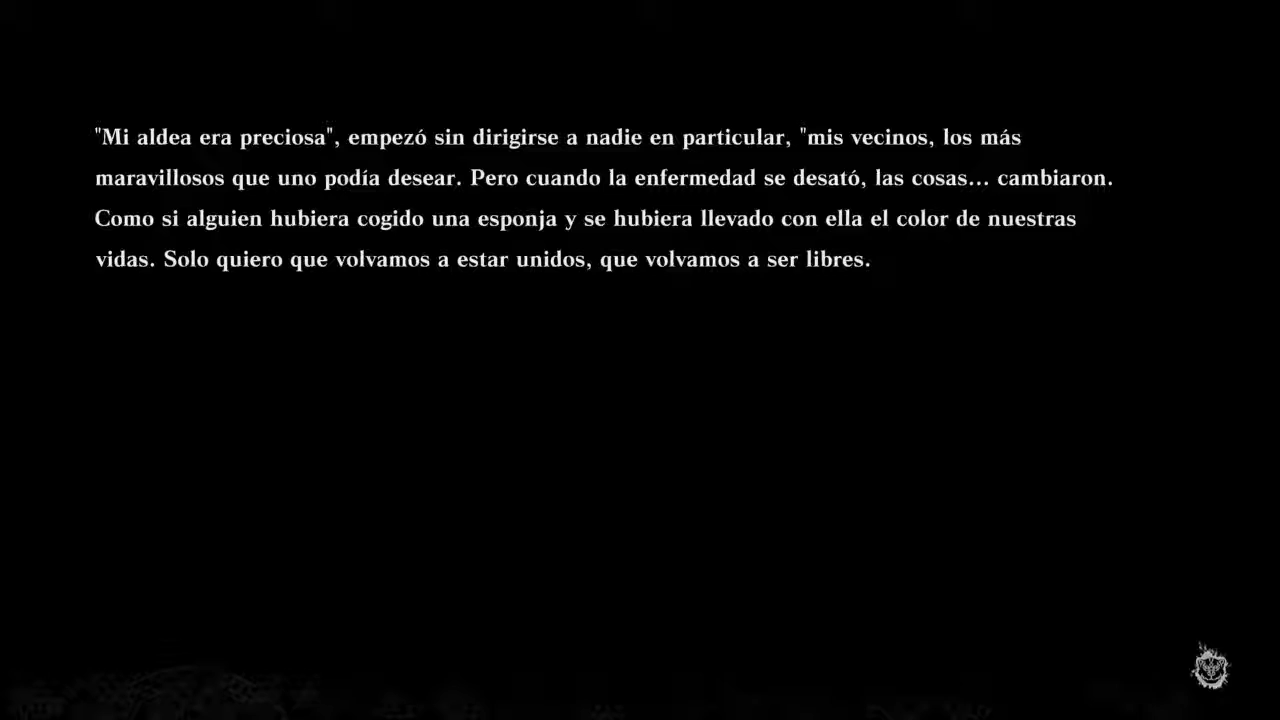 "Mi aldea era preciosa", empezó sin dirigirse a nadie en particular, "mis vecinos, los más
maravillosos que uno podía desear. Pero cuando la enfermedad se desató, las cosas... cambiaron.
Como si alguien hubiera cogido una esponja y se hubiera llevado con ella el color de nuestras
vidas. Solo quiero que volvamos a estar unidos, que volvamos a ser libres.